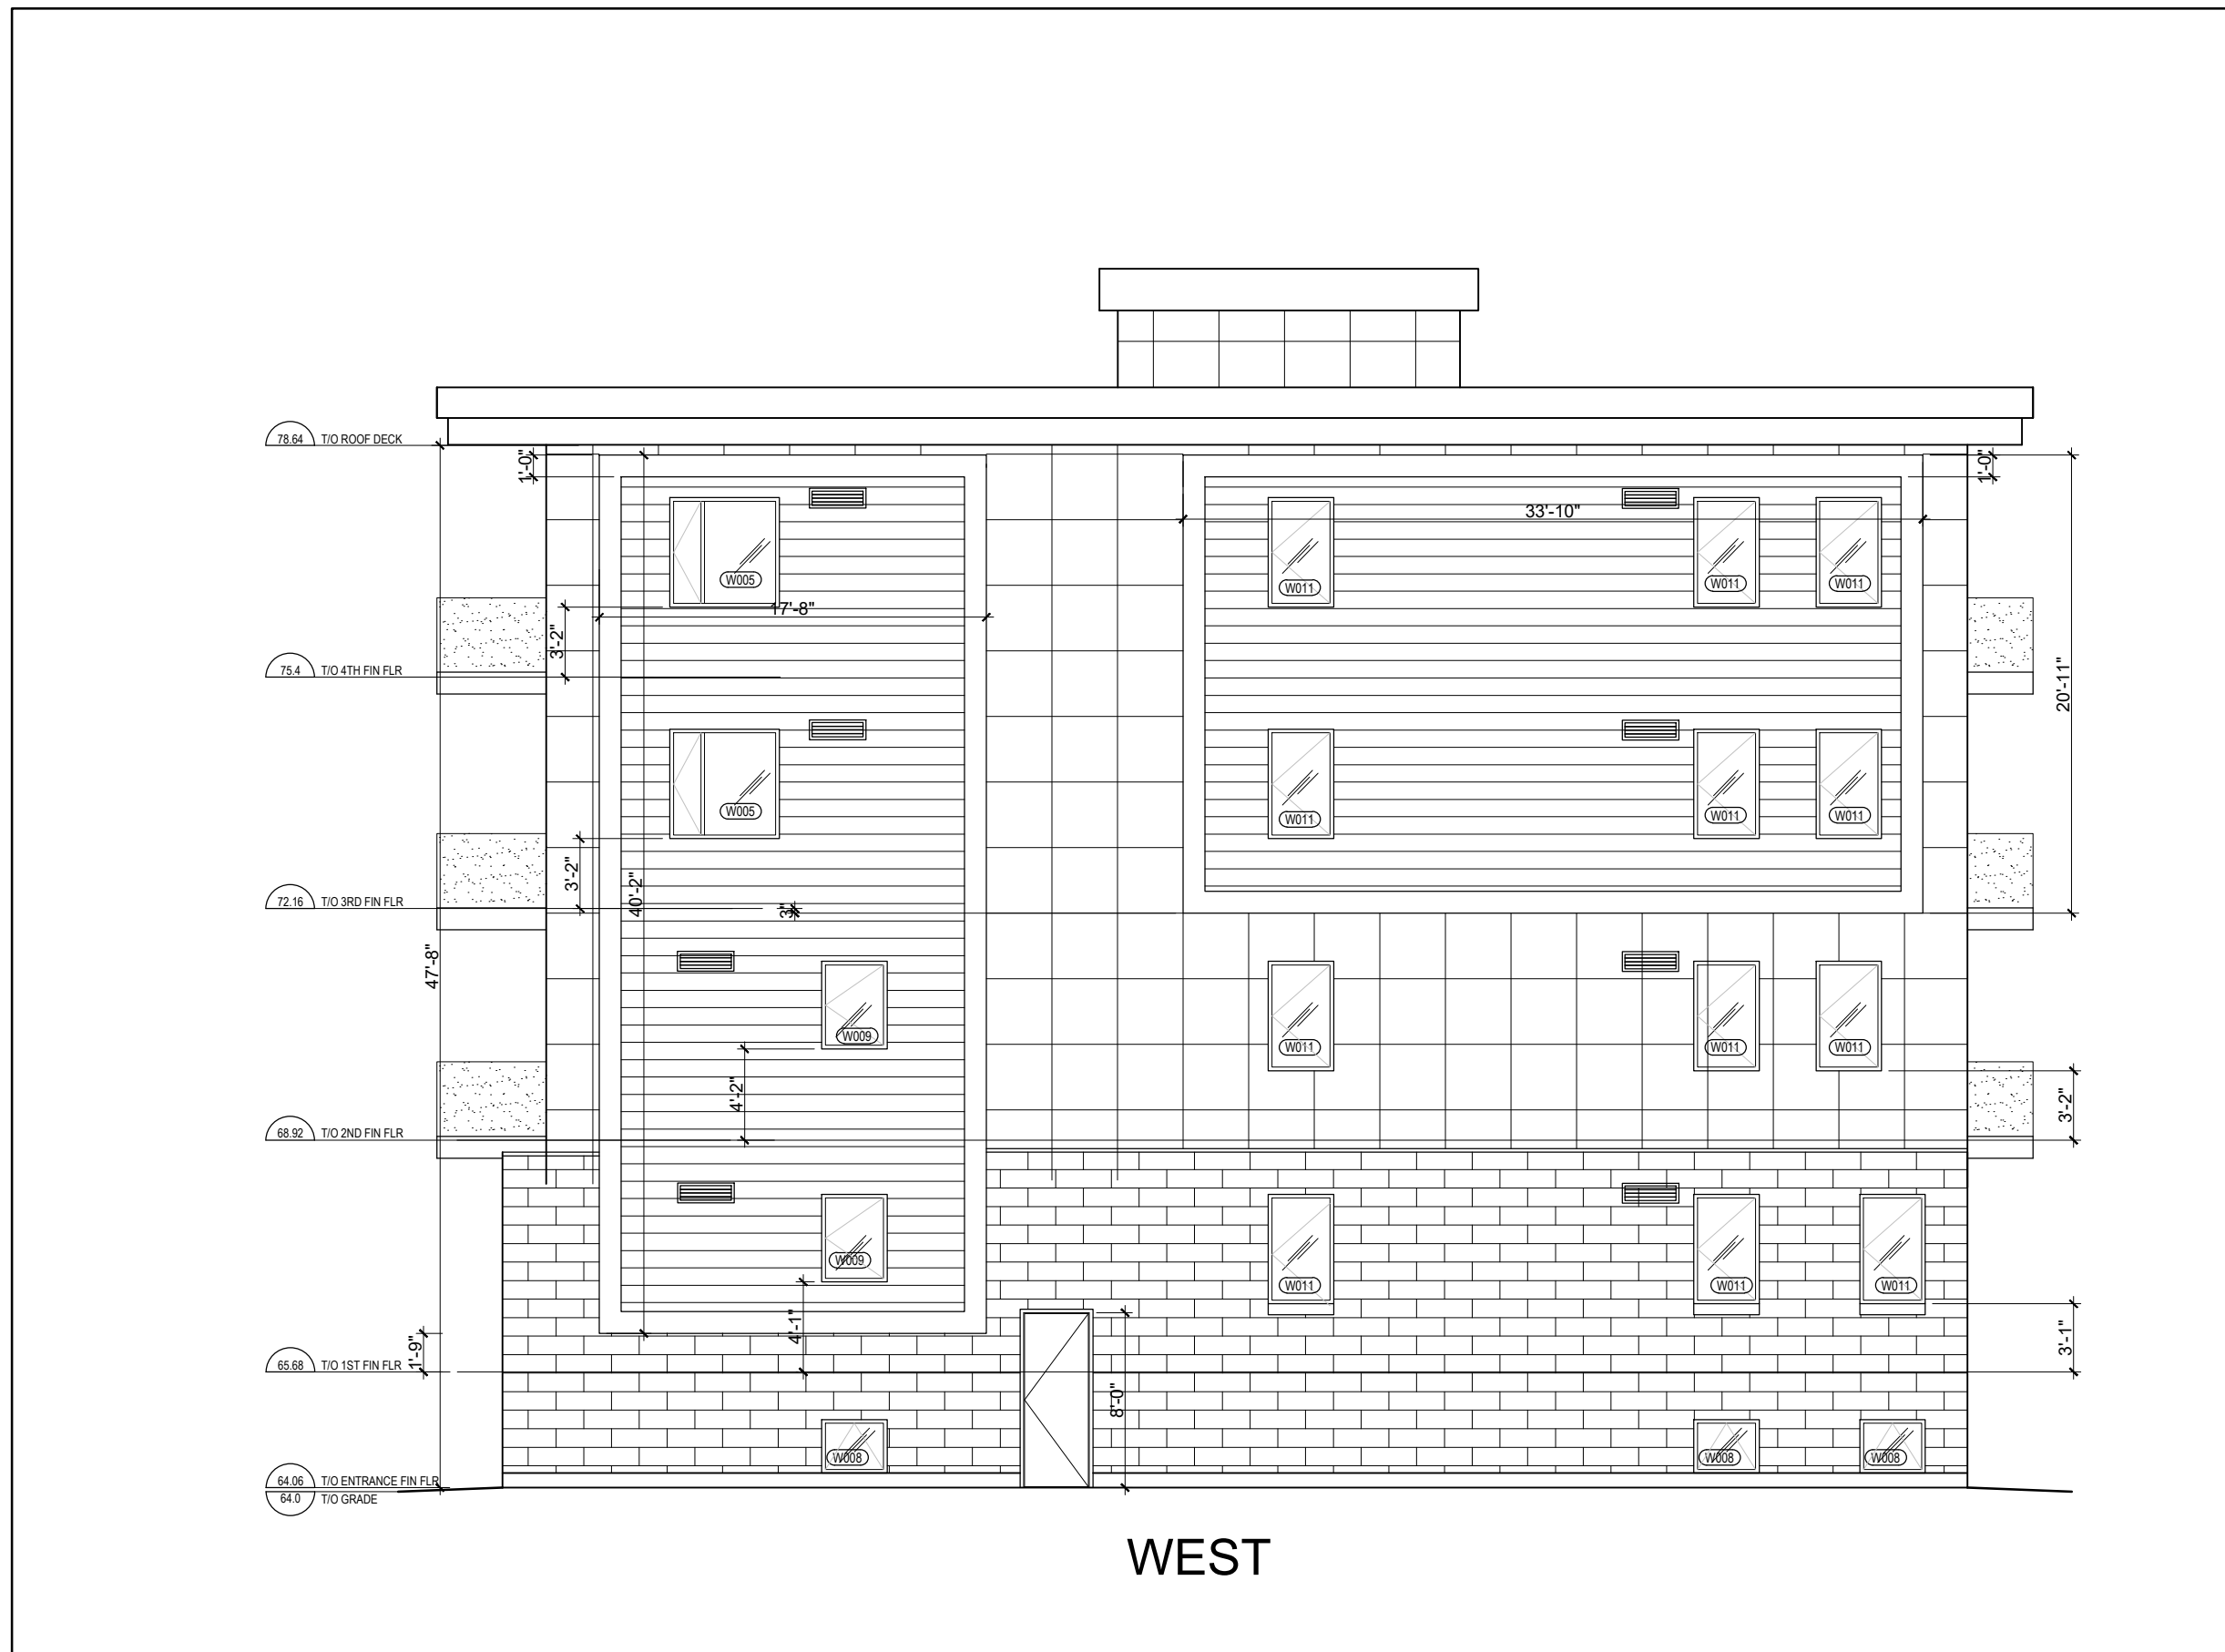 78.64 T/O ROOF DECK
1'-0"
1'-0"
33'-10"
W005
W011
W011
W011
17'-8"
3'-2"
75.4 T/O 4TH FIN FLR
20'-11"
W005
W011
W011
W011
3'-2"
40'-2"
72.16 T/O 3RD FIN FLR
3"
47'-8"
W009
W011
W011
W011
4'-2"
3'-2"
68.92 T/O 2ND FIN FLR
W009
W011
W011
W011
4'-1"
3'-1"
1'-9"
65.68 T/O 1ST FIN FLR
8'-0"
W008
W008
W008
64.06 T/O ENTRANCE FIN FLR
64.0 T/O GRADE
WEST